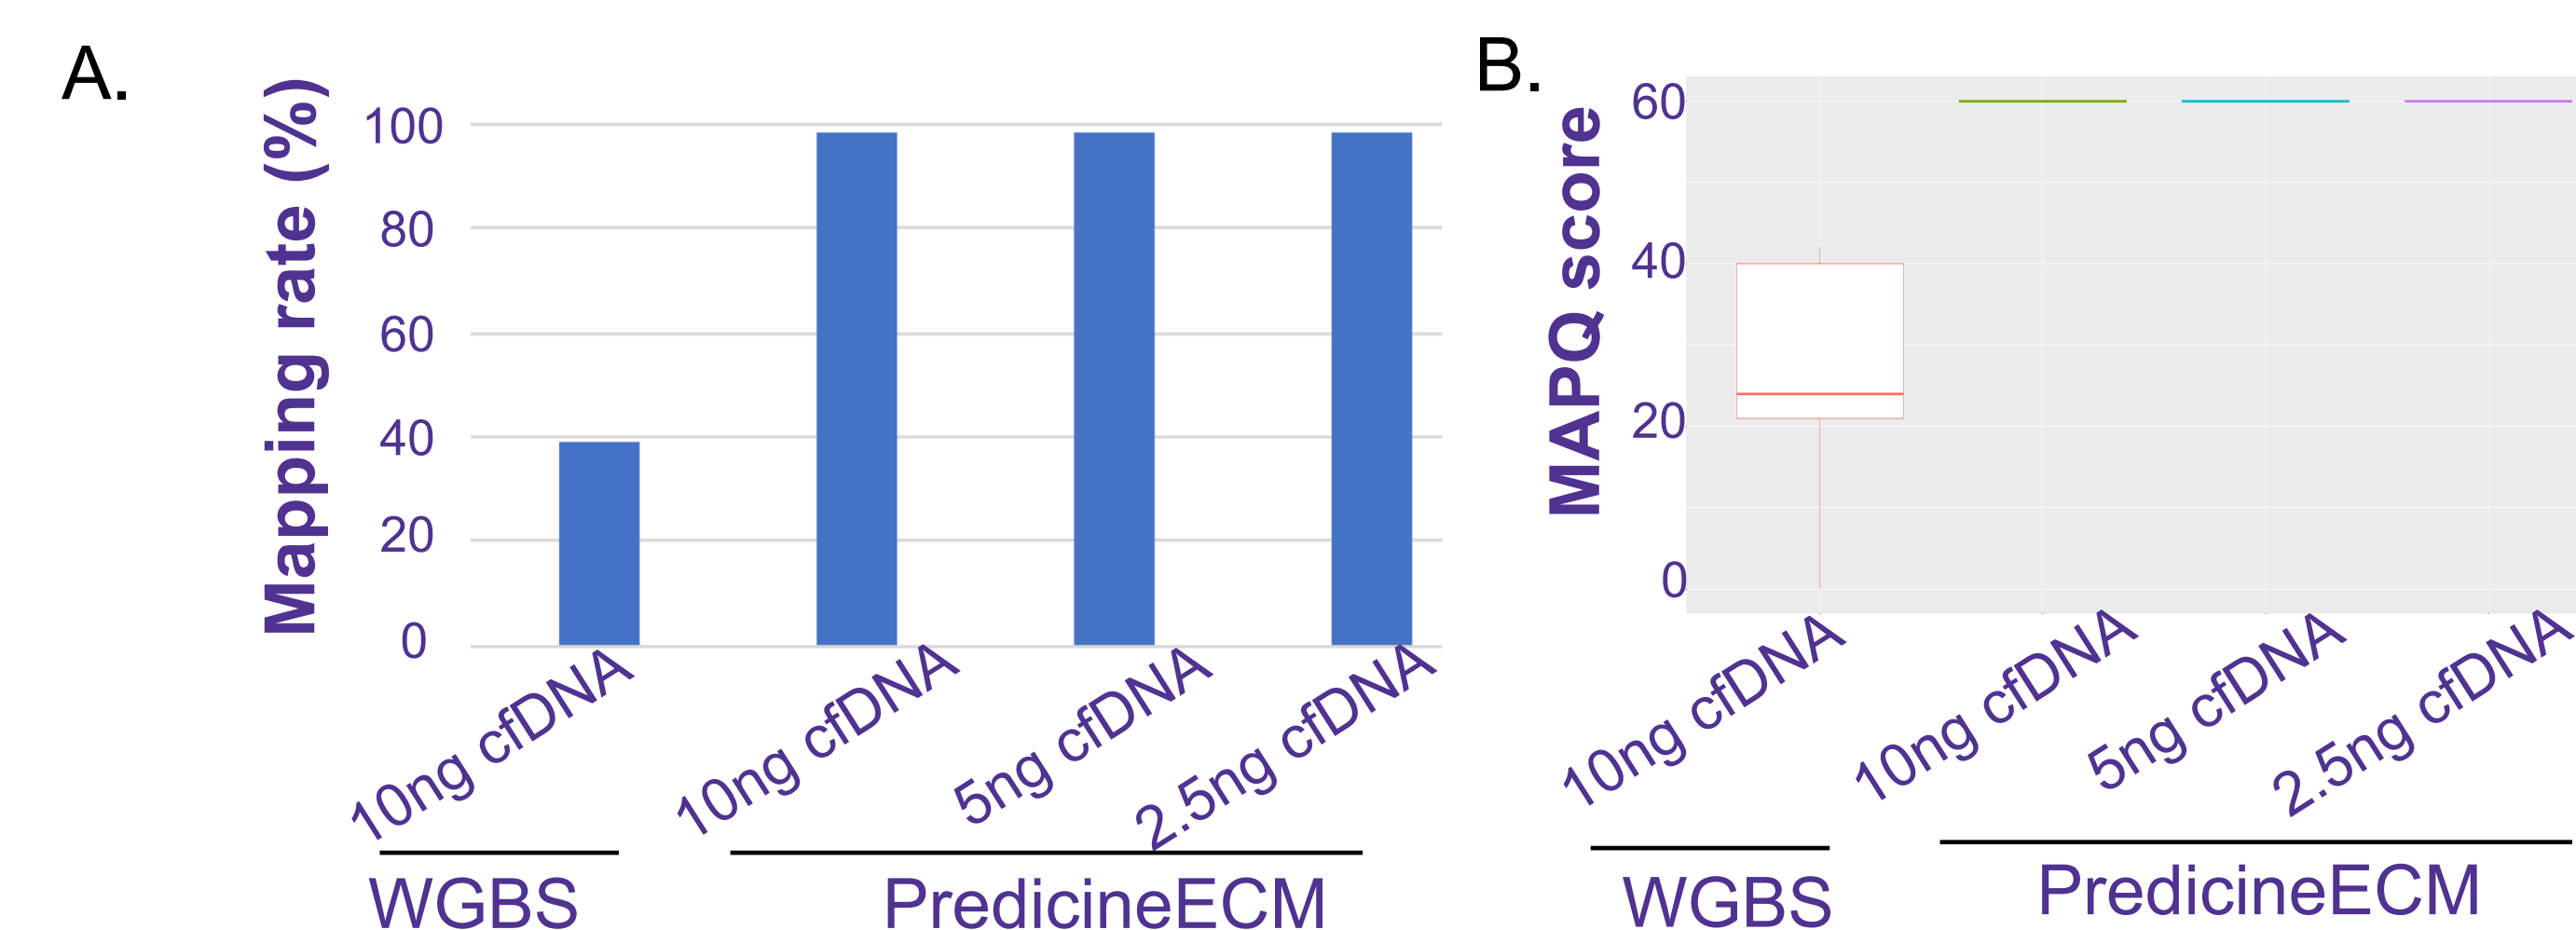 A.
Mapping rate (%)
100
80
60
40
20
0
10ng cfDNA
10ng cfDNA
5ng cfDNA
2.5ng cfDNA
WGBS
PredicineECM
B.
MAPQ score
60
40
20
0
10ng cfDNA
10ng cfDNA
5ng cfDNA
2.5ng cfDNA
WGBS
PredicineECM